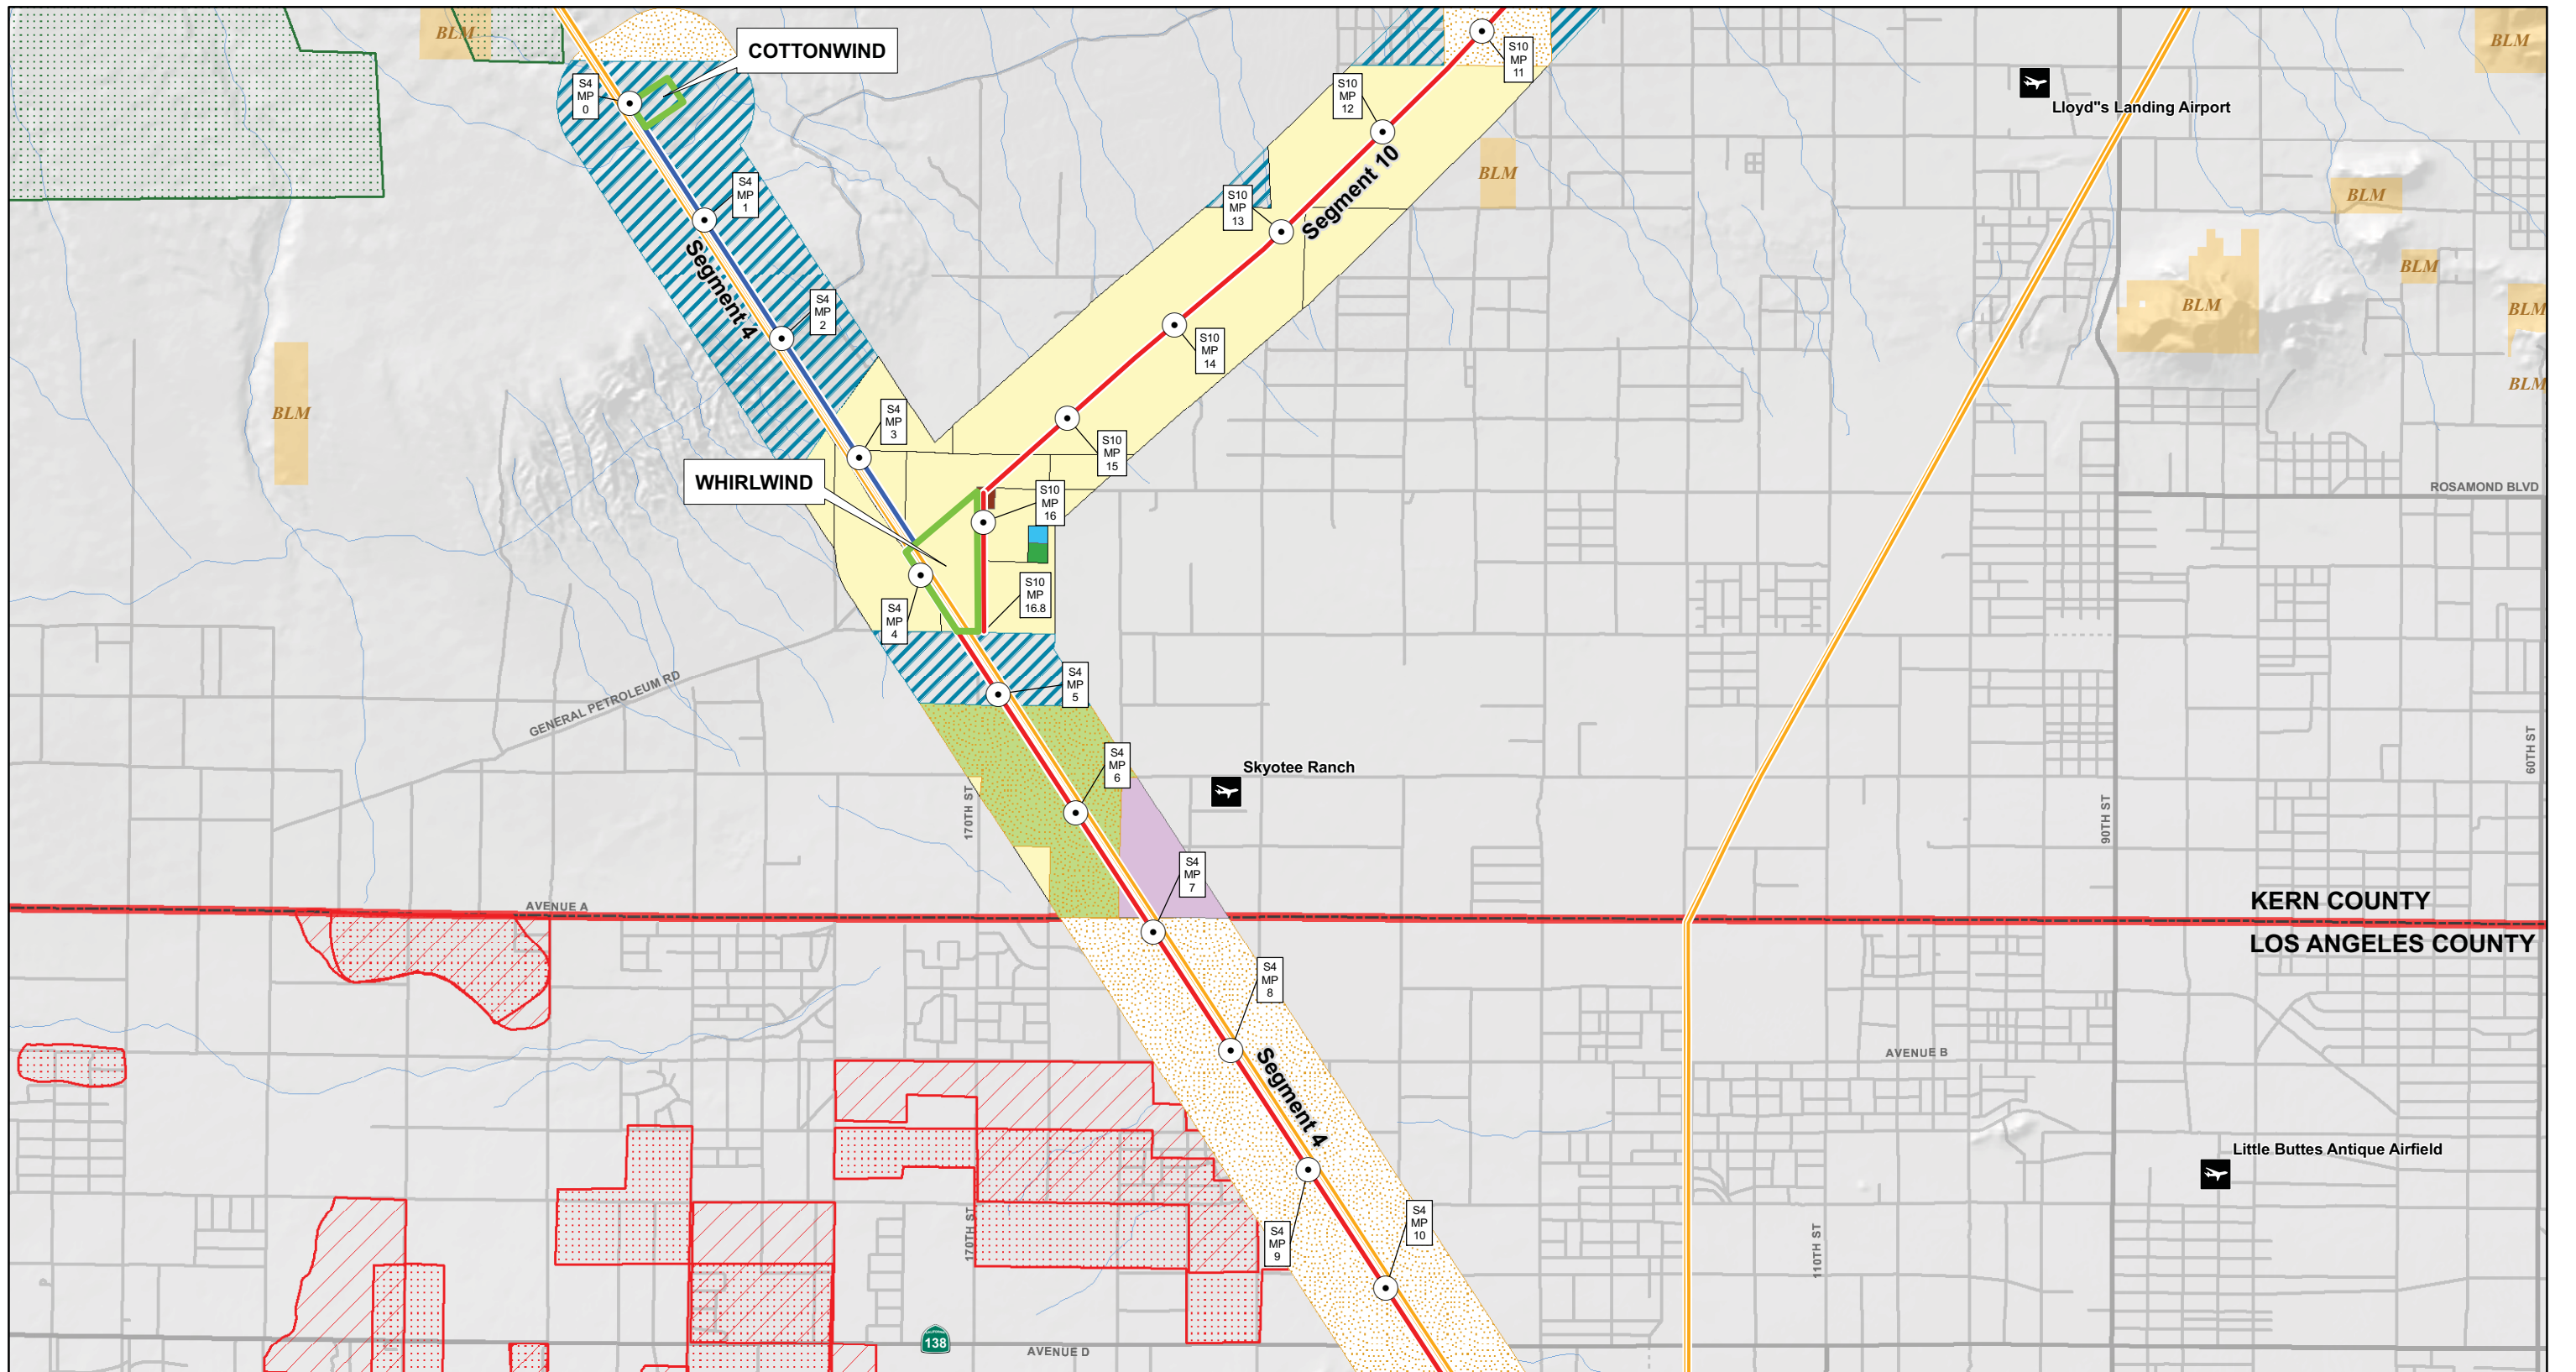 BLM
COTTONWIND
S4
MP
0
S10
MP
11
S10
MP
12
BLM
Lloyd"s Landing Airport
S4
MP
1
BLM
BLM
S10
MP
13
Segment 10
Segment 4
BLM
BLM
BLM
S4
MP
2
S10
MP
14
BLM
BLM
S4
MP
3
S10
MP
15
WHIRLWIND
ROSAMOND BLVD
S10
MP
16
S10
MP
16.8
S4
MP
4
S4
MP
5
GENERAL PETROLEUM RD
S4
MP
6
Skyotee Ranch
170TH ST
90TH ST
60TH ST
S4
MP
7
AVENUE A
KERN COUNTY
LOS ANGELES COUNTY
S4
MP
8
AVENUE B
Segment 4
Little Buttes Antique Airfield
S4
MP
9
S4
MP
10
170TH ST
110TH ST
CALIFORNIA
138
AVENUE D